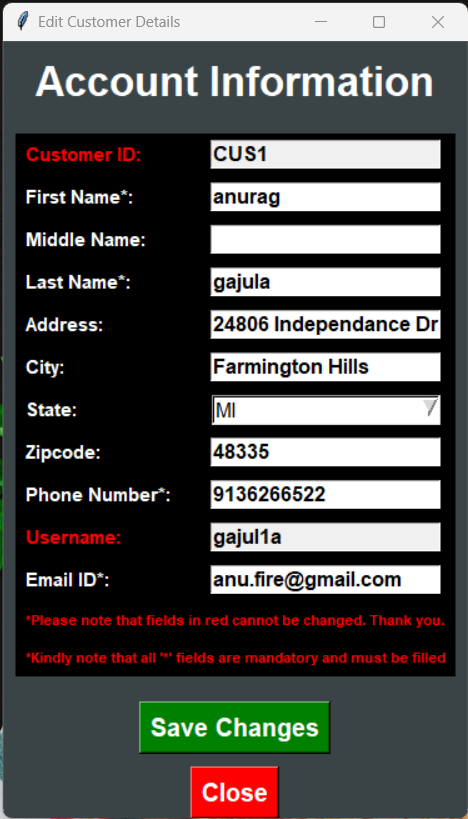 Edit Customer Details
Account Information
Customer ID: CUS1
First Name*: anurag
Middle Name:
Last Name*: gajula
Address: 24806 Independance Dr
City: Farmington Hills
State: MI
Zipcode: 48335
Phone Number*: 9136266522
Username: gajul1a
Email ID*: anu.fire@gmail.com
*Please note that fields in red cannot be changed. Thank you.
*Kindly note that all '*' fields are mandatory and must be filled
Save Changes
Close